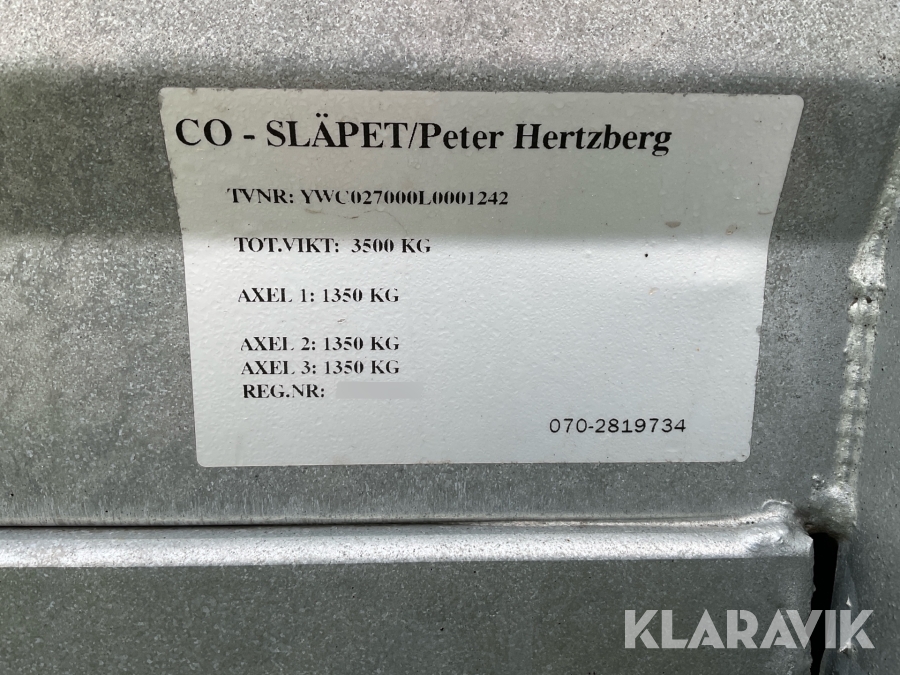 CO - SLÄPET/Peter Hertzberg
TVNR: YWC027000L0001242
TOT.VIKT: 3500 KG
AXEL 1: 1350 KG
AXEL 2: 1350 KG
AXEL 3: 1350 KG
REG.NR:
070-2819734
KLARAVIK